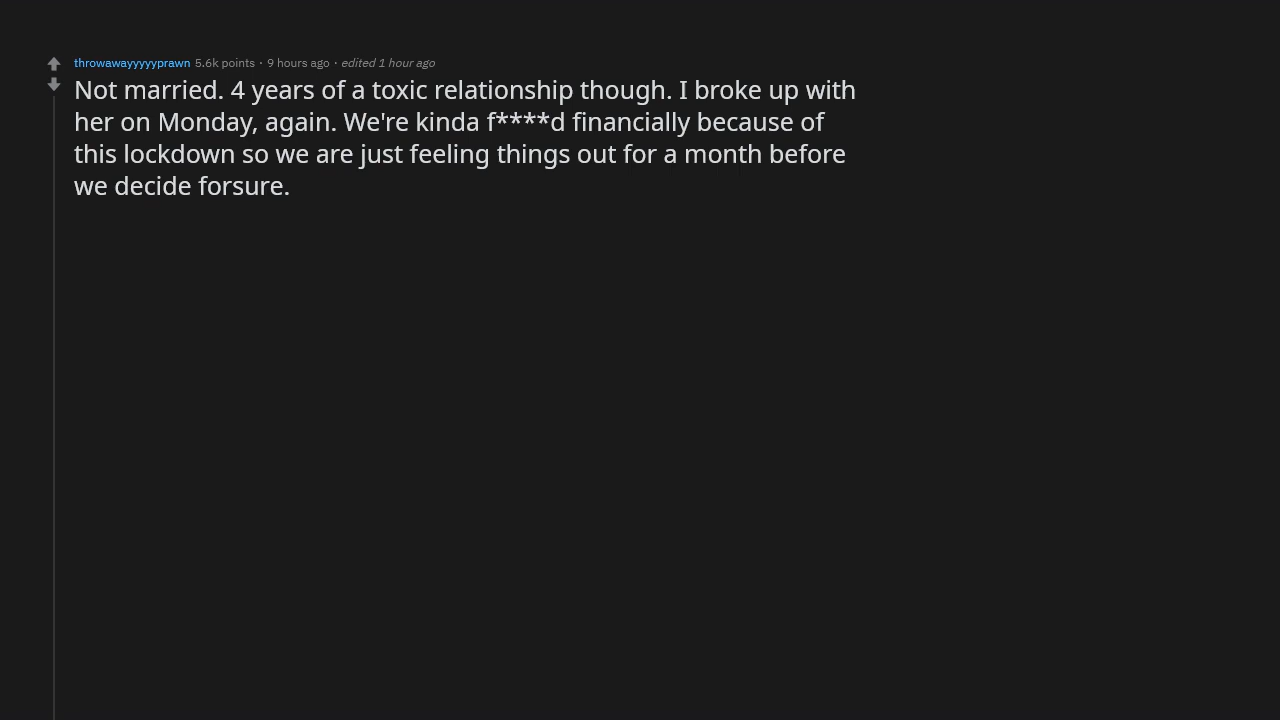 throwawayyyyyprawn 5.6k points · 9 hours ago · edited 1 hour ago
Not married. 4 years of a toxic relationship though. I broke up with
her on Monday, again. We're kinda f****d financially because of
this lockdown so we are just feeling things out for a month before
we decide forsure.